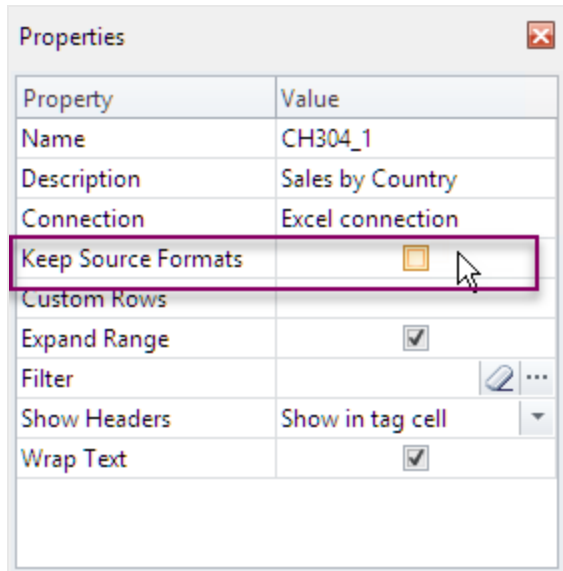 Properties
Property Value
Name CH304_1
Description Sales by Country
Connection Excel connection
Keep Source Formats
Custom Rows
Expand Range
Filter ...
Show Headers Show in tag cell
Wrap Text